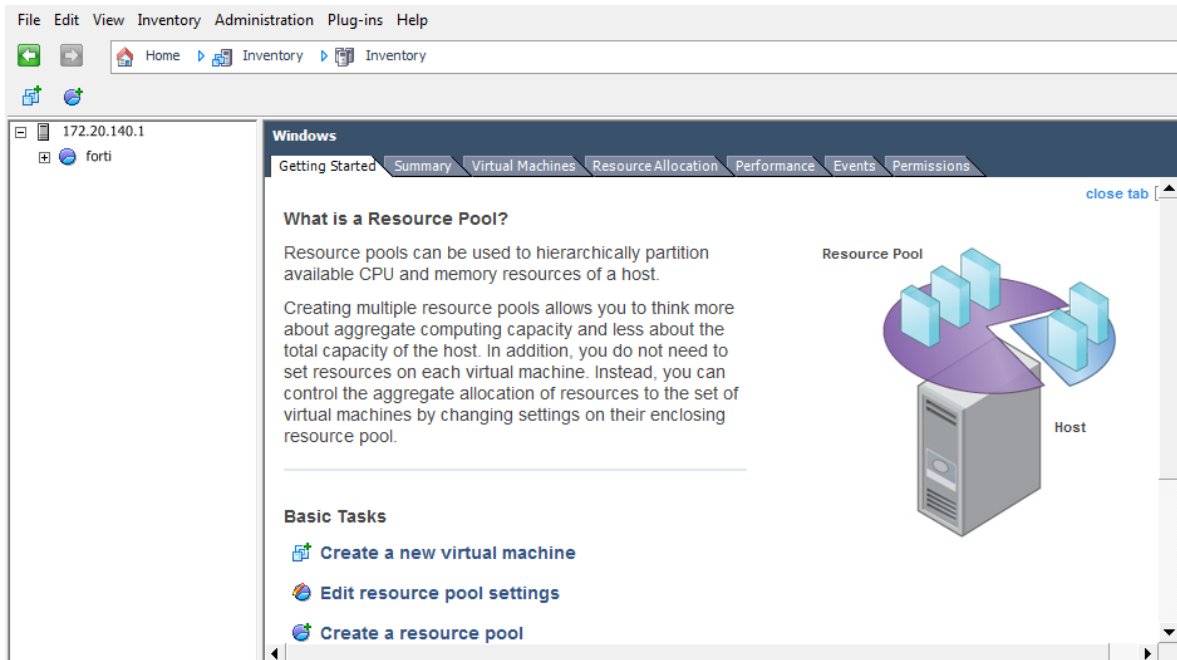 File Edit View Inventory Administration Plug-ins Help
Home Inventory Inventory
172.20.140.1
forti
Windows
Getting Started Summary Virtual Machines Resource Allocation Performance Events Permissions
close tab [
What is a Resource Pool?
Resource pools can be used to hierarchically partition
available CPU and memory resources of a host.
Creating multiple resource pools allows you to think more
about aggregate computing capacity and less about the
total capacity of the host. In addition, you do not need to
set resources on each virtual machine. Instead, you can
control the aggregate allocation of resources to the set of
virtual machines by changing settings on their enclosing
resource pool.
Resource Pool
Host
Basic Tasks
Create a new virtual machine
Edit resource pool settings
Create a resource pool